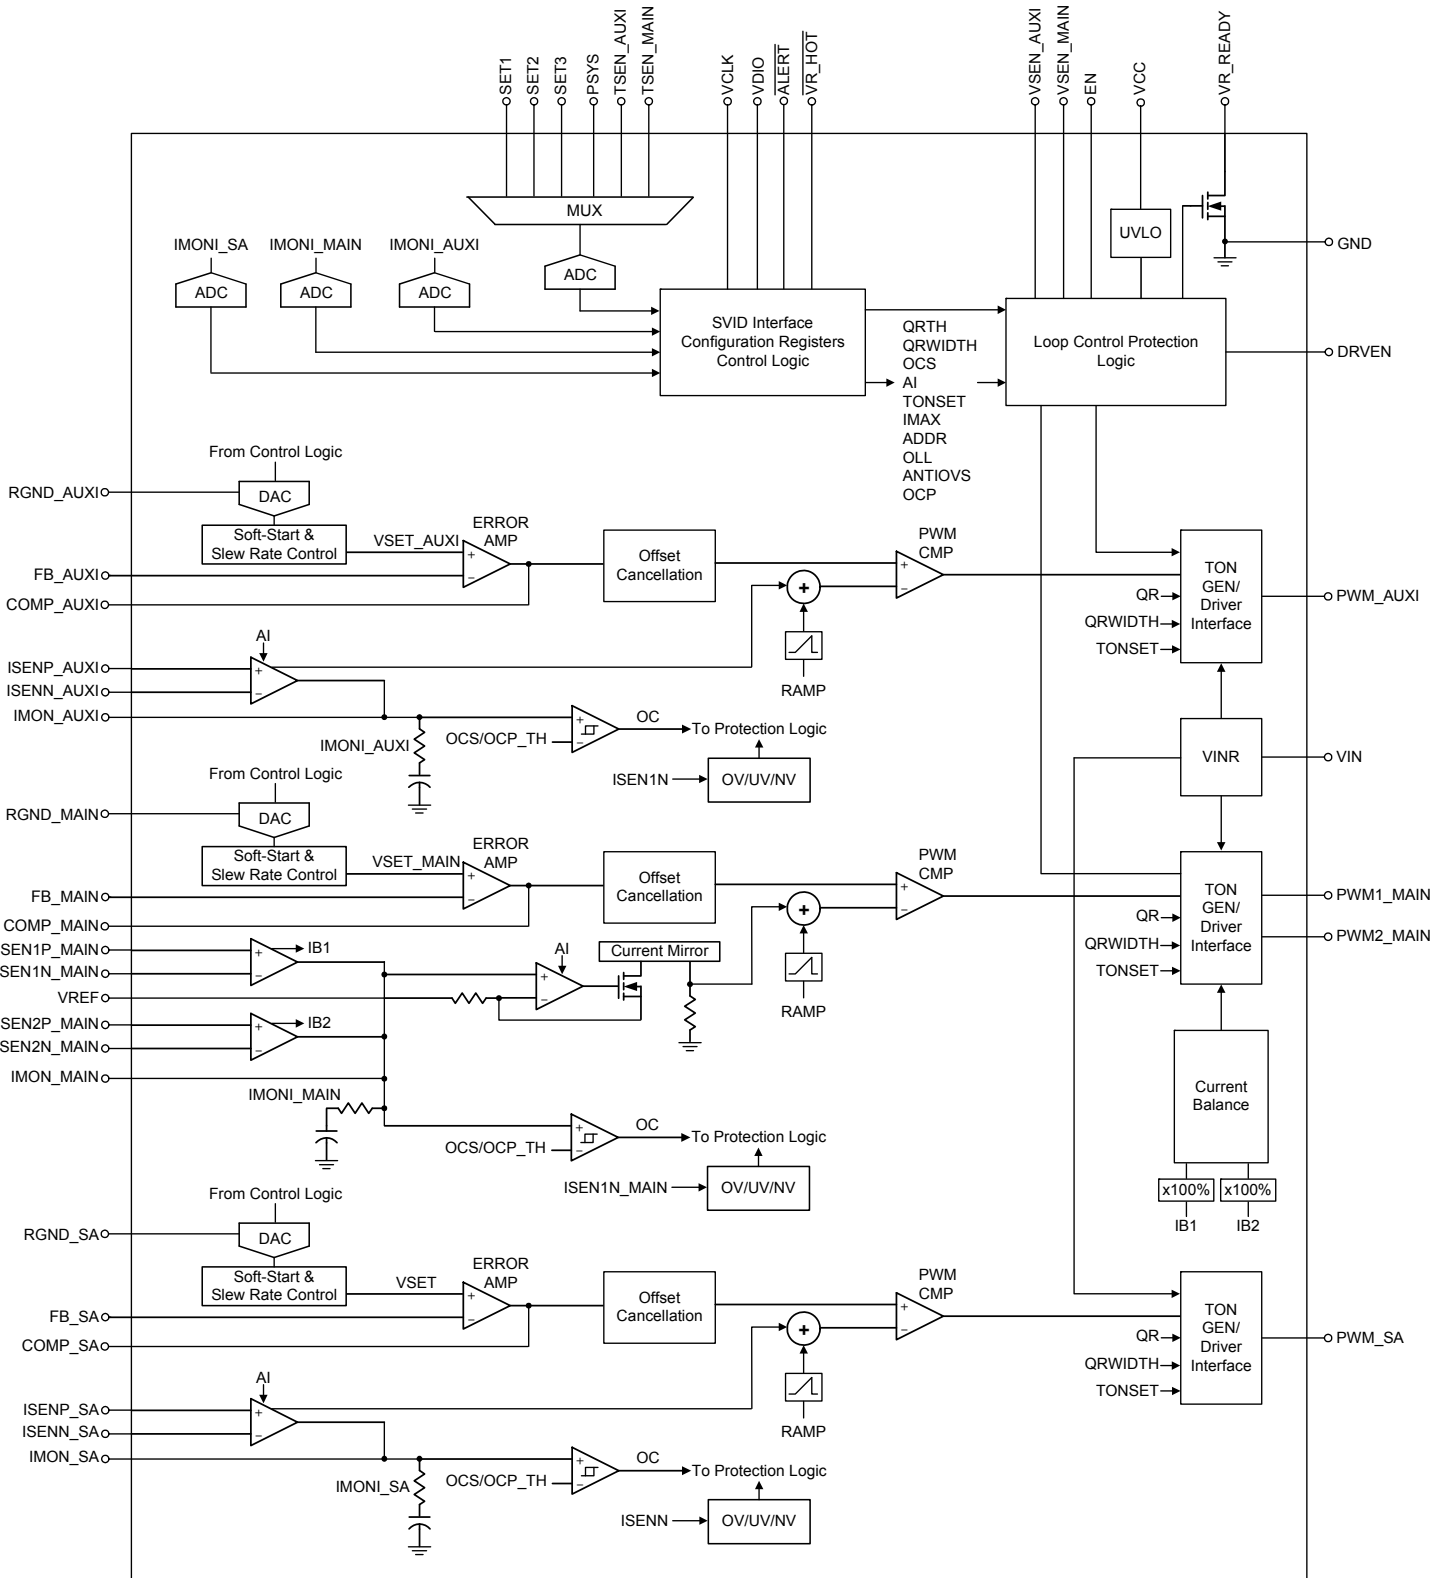 SET1
SET2
SET3
PSYS
TSEN_AUXI
TSEN_MAIN
VCLK
VDIO
ALERT
VR_HOT
VSEN_AUXI
VSEN_MAIN
EN
VCC
VR_READY
MUX
UVLO
GND
IMONI_SA
IMONI_MAIN
IMONI_AUXI
ADC
ADC
ADC
ADC
SVID Interface
Configuration Registers
Control Logic
QRTH
QRWIDTH
OCS
AI
TONSET
IMAX
ADDR
OLL
ANTIOVS
OCP
Loop Control Protection
Logic
DRVEN
From Control Logic
RGND_AUXI
DAC
Soft-Start &
Slew Rate Control
VSET_AUXI
ERROR
AMP
+
−
FB_AUXI
COMP_AUXI
Offset
Cancellation
PWM
CMP
+
−
+
RAMP
TON
GEN/
Driver
Interface
QR
QRWIDTH
TONSET
PWM_AUXI
AI
ISENP_AUXI
ISENN_AUXI
+
−
IMON_AUXI
IMONI_AUXI
OCS/OCP_TH
+
−
OC
To Protection Logic
ISEN1N
OV/UV/NV
VINR
VIN
From Control Logic
RGND_MAIN
DAC
Soft-Start &
Slew Rate Control
VSET_MAIN
ERROR
AMP
+
−
FB_MAIN
COMP_MAIN
Offset
Cancellation
PWM
CMP
+
−
+
RAMP
TON
GEN/
Driver
Interface
QR
QRWIDTH
TONSET
PWM1_MAIN
PWM2_MAIN
SEN1P_MAIN
SEN1N_MAIN
+
−
IB1
VREF
AI
+
−
Current Mirror
SEN2P_MAIN
SEN2N_MAIN
+
−
IB2
IMON_MAIN
IMONI_MAIN
OCS/OCP_TH
+
−
OC
To Protection Logic
ISEN1N_MAIN
OV/UV/NV
Current
Balance
x100%
x100%
IB1
IB2
From Control Logic
RGND_SA
DAC
Soft-Start &
Slew Rate Control
VSET
ERROR
AMP
+
−
FB_SA
COMP_SA
Offset
Cancellation
PWM
CMP
+
−
+
RAMP
TON
GEN/
Driver
Interface
QR
QRWIDTH
TONSET
PWM_SA
AI
ISENP_SA
ISENN_SA
+
−
IMON_SA
IMONI_SA
OCS/OCP_TH
+
−
OC
To Protection Logic
ISENN
OV/UV/NV